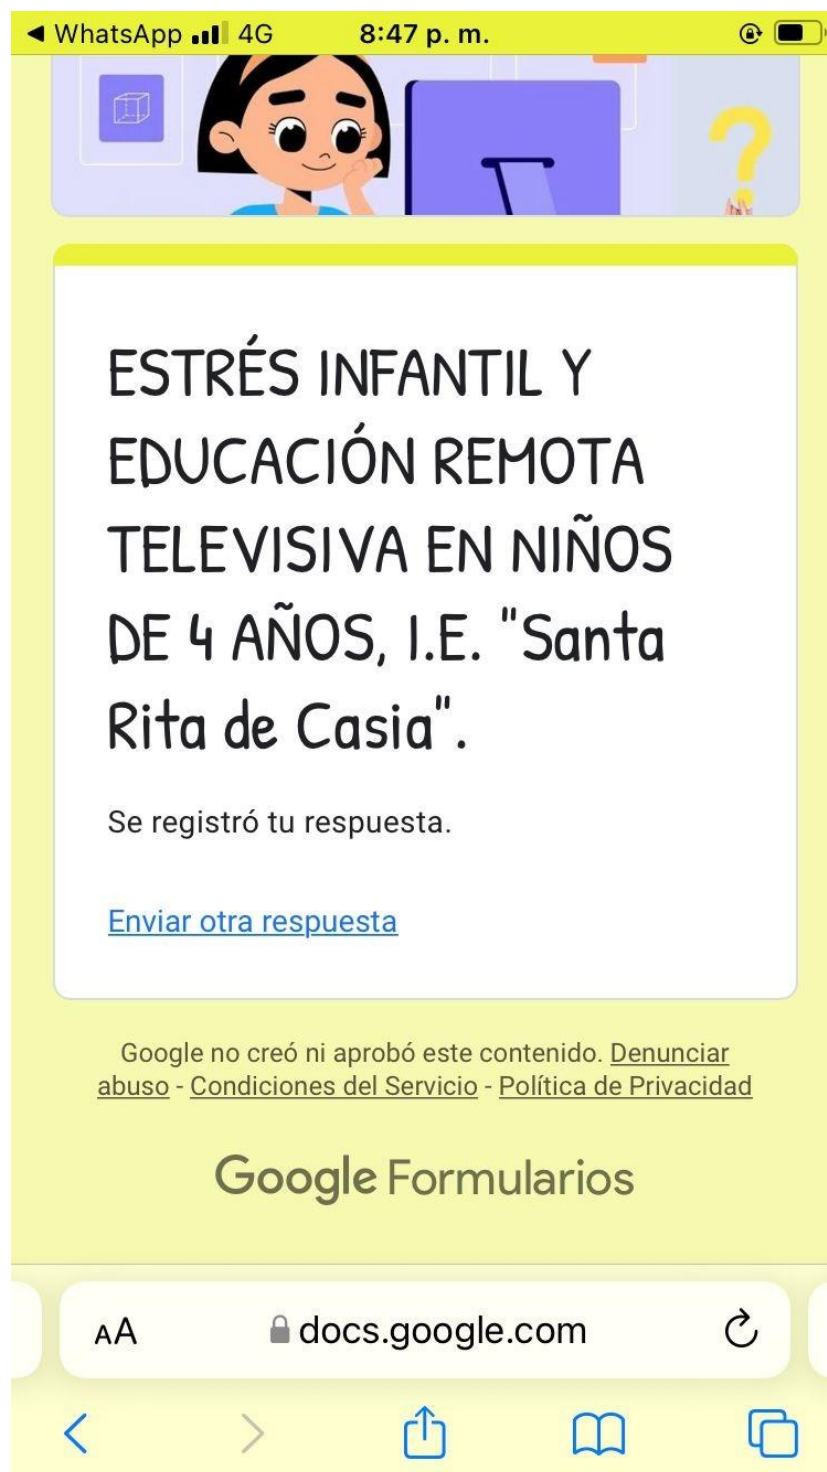 WhatsApp 4G 8:47 p. m.
?
ESTRÉS INFANTIL Y
EDUCACIÓN REMOTA
TELEVISIVA EN NIÑOS
DE 4 AÑOS, I.E. "Santa
Rita de Casia".
Se registró tu respuesta.
Enviar otra respuesta
Google no creó ni aprobó este contenido. Denunciar
abuso - Condiciones del Servicio - Política de Privacidad
Google Formularios
AA docs.google.com